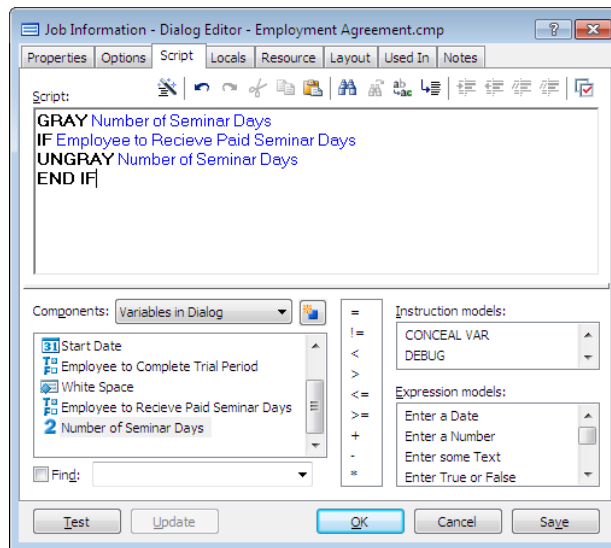 Job Information - Dialog Editor - Employment Agreement.cmp
Properties Options Script Locals Resource Layout Used In Notes
Script:
GRAY Number of Seminar Days
IF Employee to Recieve Paid Seminar Days
UNGRAY Number of Seminar Days
END IF
Components: Variables in Dialog
31 Start Date
Employee to Complete Trial Period
White Space
Employee to Recieve Paid Seminar Days
2 Number of Seminar Days
Find:
=
!=
<
>
<=
>=
+
-
*
Instruction models:
CONCEAL VAR
DEBUG
Expression models:
Enter a Date
Enter a Number
Enter some Text
Enter True or False
Test Update OK Cancel Save